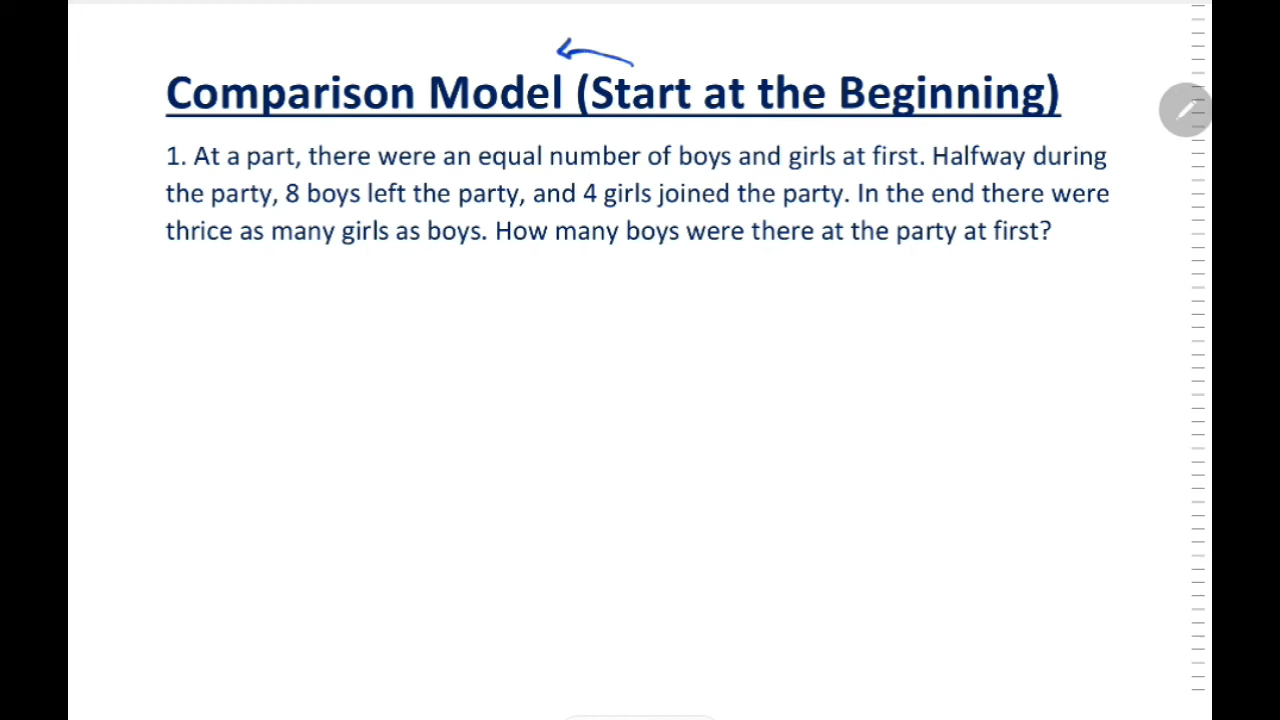 Comparison Model (Start at the Beginning)
1. At a part, there were an equal number of boys and girls at first. Halfway during
the party, 8 boys left the party, and 4 girls joined the party. In the end there were
thrice as many girls as boys. How many boys were there at the party at first?